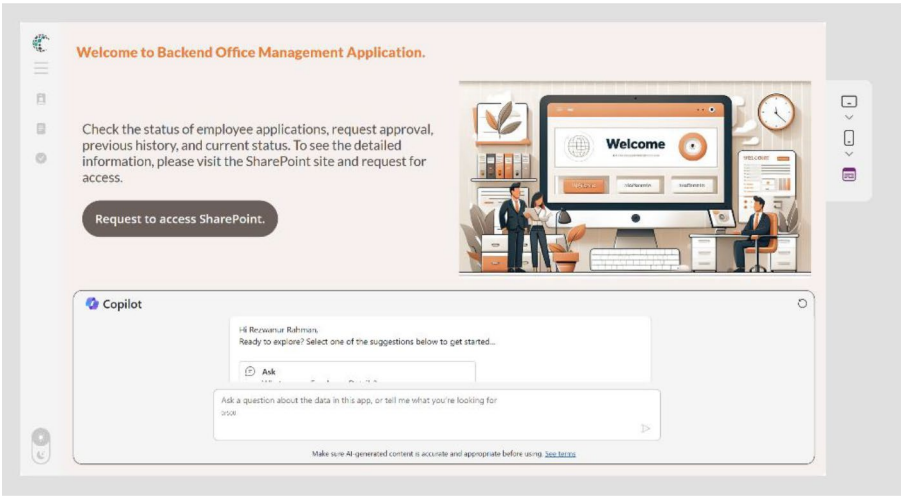 Welcome to Backend Office Management Application.
Check the status of employee applications, request approval,
previous history, and current status. To see the detailed
information, please visit the SharePoint site and request for
access.
Request to access SharePoint.
Welcome
WELCOME
Copilot
Hi Rezwanur Rahman,
Ready to explore? Select one of the suggestions below to get started...
Ask
Ask a question about the data in this app, or tell me what you're looking for
0/500
Make sure AI-generated content is accurate and appropriate before using. See terms